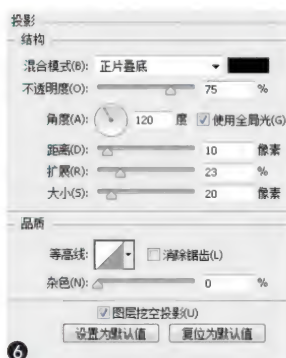 投影
结构
混合模式(B): 正片叠底
不透明度(O): 75 %
角度(A): 120 度 使用全局光(G)
距离(D): 10 像素
扩展(R): 23 %
大小(S): 20 像素
品质
等高线: 消除锯齿(L)
杂色(N): 0 %
图层挖空投影(U)
设置为默认值 复位为默认值
6